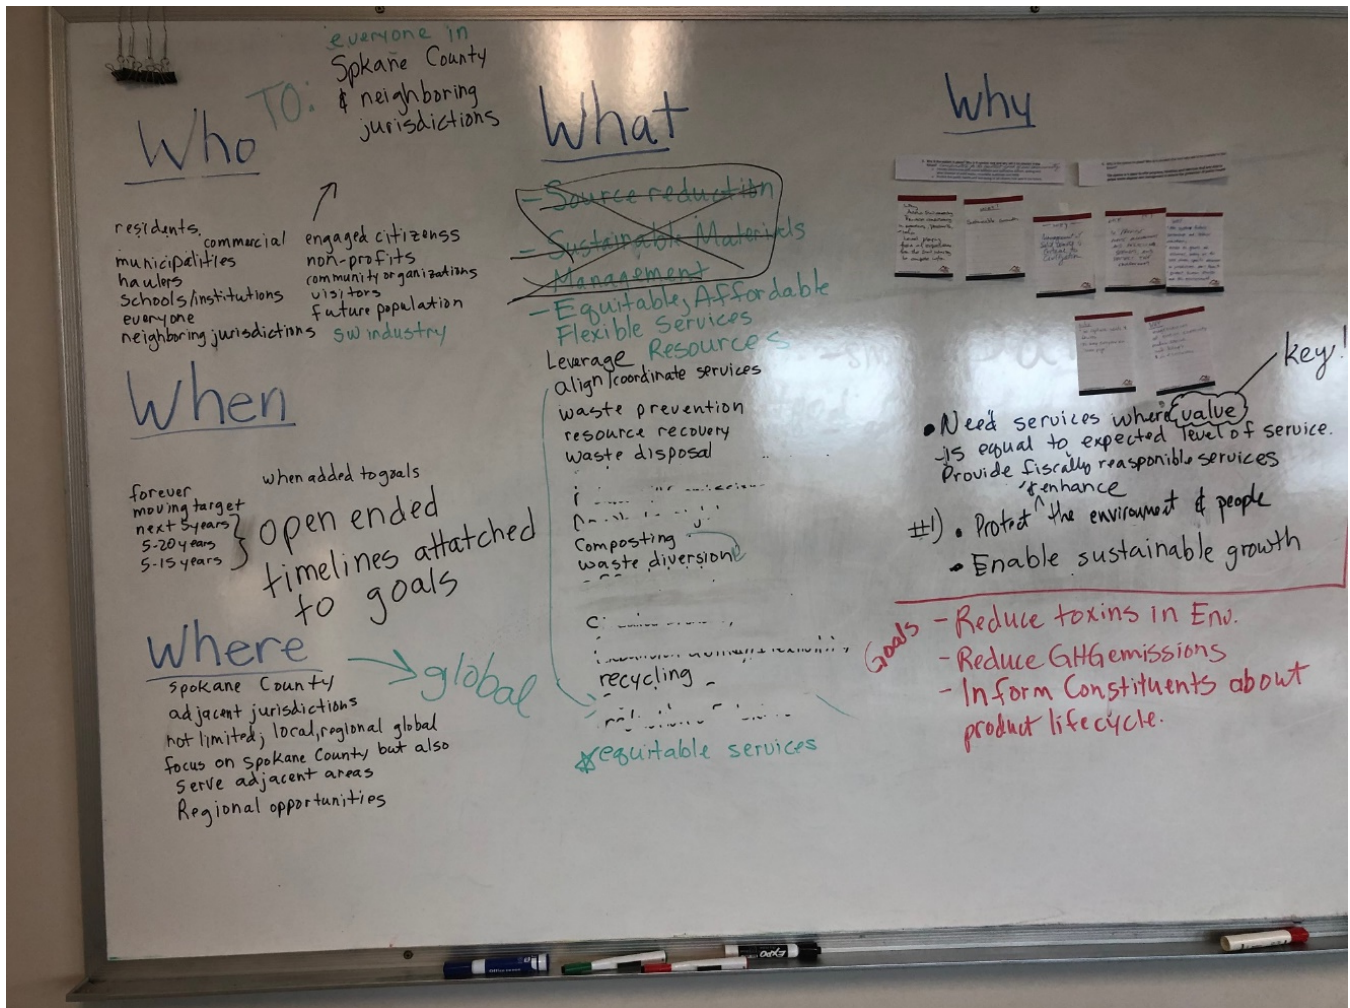 Who
TO:
everyone in
Spkane County
& neighboring
jurisdictions
residents,
commercial
municipalities
haulers
schools/institutions
everyone
neighboring jurisdictions
engaged citizenss
non-profits
community organizations
visitors
future population
SW industry
When
when added to goals
forever
moving target
next 5 years
5-20 years
5-15 years
open ended
timelines attatched
to goals
Where
global
Spokane County
adjacent jurisdictions
not limited; local, regional global
focus on Spokane County but also
serve adjacent areas
Regional opportunities
What
- Source reduction
- Sustainable Materials
Management
- Equitable, Affordable
Flexible Services
Leverage Resources
align/coordinate services
waste prevention
resource recovery
waste disposal
composting
waste diversion
recycling
equitable services
Why
key!
• Need services where value
is equal to expected level of service.
Provide fiscally reasponsible services
& enhance
#1) • Protect the enviroument & people
• Enable sustainable growth
Goals
- Reduce toxins in Env.
- Reduce GHG emissions
- Inform Constituents about
product lifecycle.
EXPO